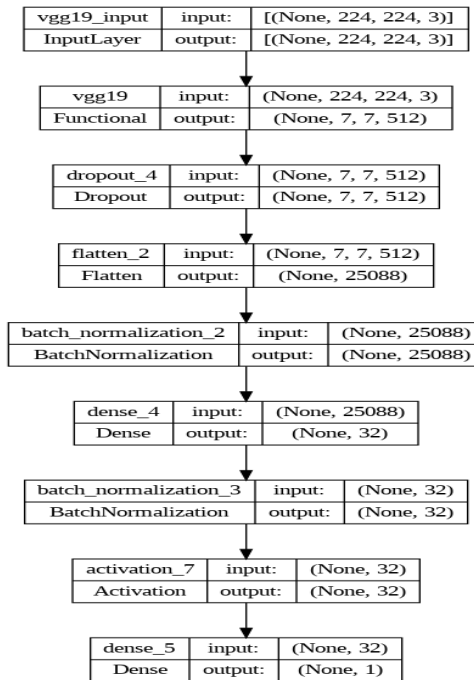 vgg19_input input: [(None, 224, 224, 3)]
InputLayer output: [(None, 224, 224, 3)]
vgg19 input: (None, 224, 224, 3)
Functional output: (None, 7, 7, 512)
dropout_4 input: (None, 7, 7, 512)
Dropout output: (None, 7, 7, 512)
flatten_2 input: (None, 7, 7, 512)
Flatten output: (None, 25088)
batch_normalization_2 input: (None, 25088)
BatchNormalization output: (None, 25088)
dense_4 input: (None, 25088)
Dense output: (None, 32)
batch_normalization_3 input: (None, 32)
BatchNormalization output: (None, 32)
activation_7 input: (None, 32)
Activation output: (None, 32)
dense_5 input: (None, 32)
Dense output: (None, 1)